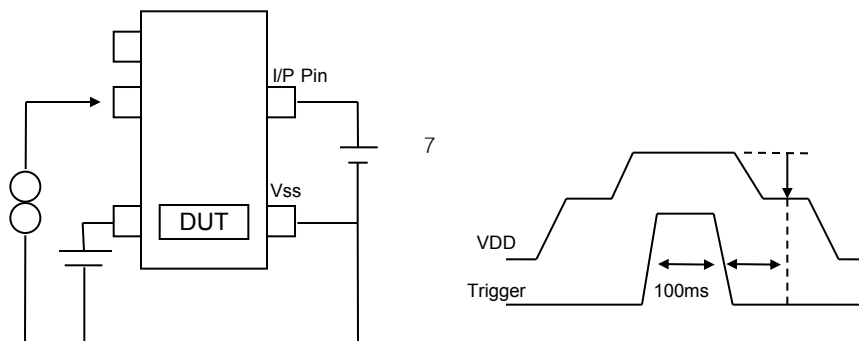 I/P Pin
7
Vss
DUT
VDD
Trigger
100ms